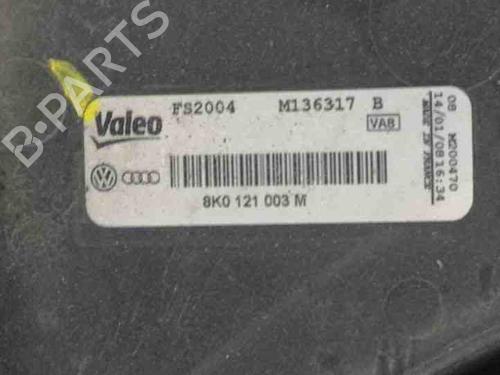 B-PARTS
Valeo
FS2004 M136317 B
VAB
8K0 121 003 M
08 M200470
14/01/08 16:34
MADE IN FRANCE